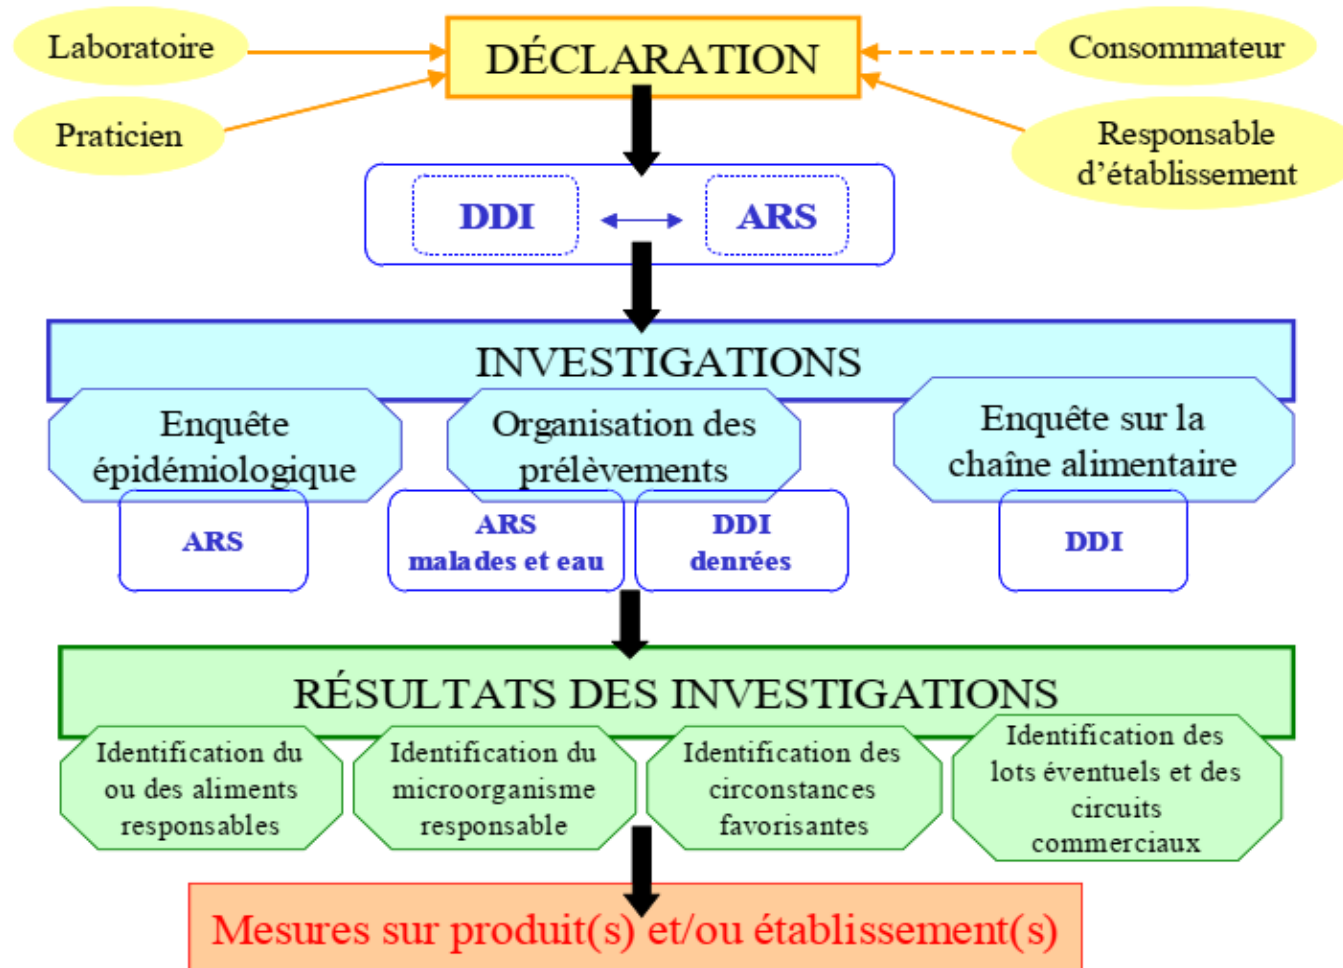 Laboratoire
DÉCLARATION
Consommateur
Praticien
Responsable
d’établissement
DDI
ARS
INVESTIGATIONS
Enquête
épidémiologique
Organisation des
prélèvements
Enquête sur la
chaîne alimentaire
ARS
ARS
malades et eau
DDI
denrées
DDI
RÉSULTATS DES INVESTIGATIONS
Identification du
ou des aliments
responsables
Identification du
microorganisme
responsable
Identification des
circonstances
favorisantes
Identification des
lots éventuels et des
circuits
commerciaux
Mesures sur produit(s) et/ou établissement(s)